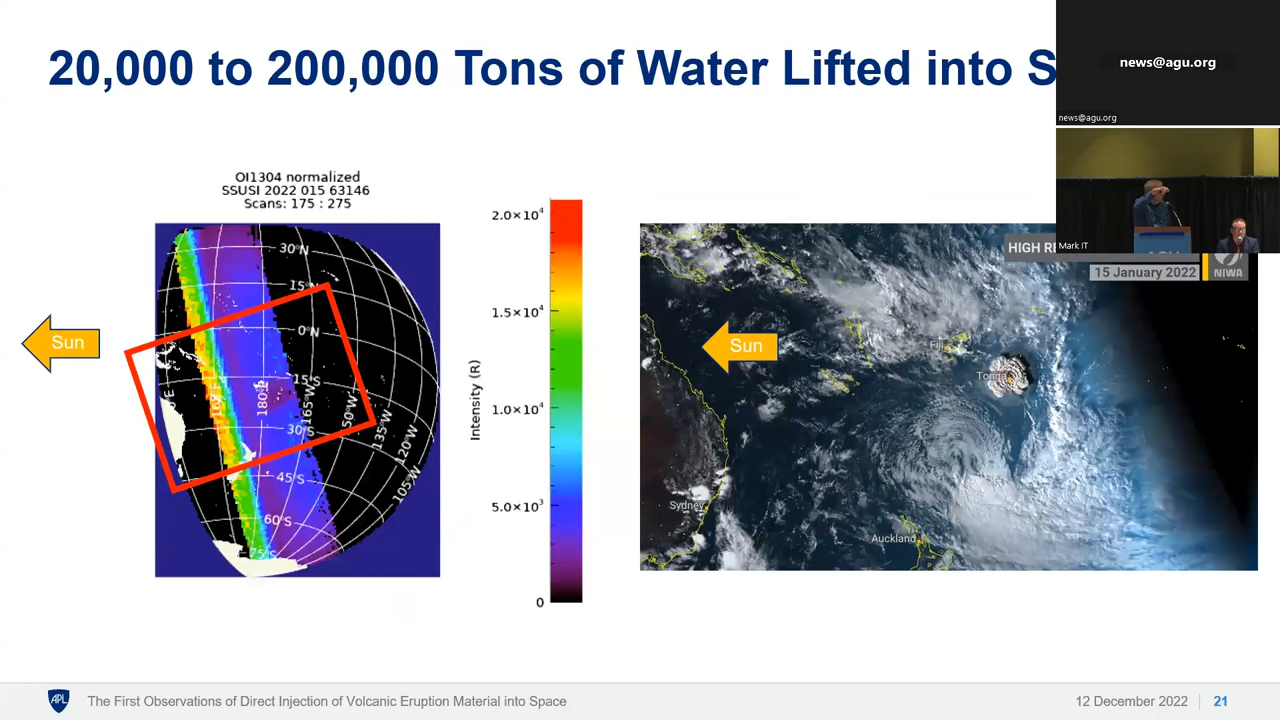 20,000 to 200,000 Tons of Water Lifted into S
news@agu.org
news@agu.org
Mark IT
OI1304 normalized
SSUSI 2022 015 63146
Scans: 175 : 275
2.0×10⁴
1.5×10⁴
1.0×10⁴
5.0×10³
0
Intensity (R)
30°N
15°N
0°N
15°S
30°S
45°S
60°S
75°S
180°E
165°W
150°W
135°W
120°W
105°W
Sun
Sun
HIGH RE
15 January 2022
NIWA
Fiji
Tonga
Sydney
Auckland
APL
The First Observations of Direct Injection of Volcanic Eruption Material into Space
12 December 2022
21